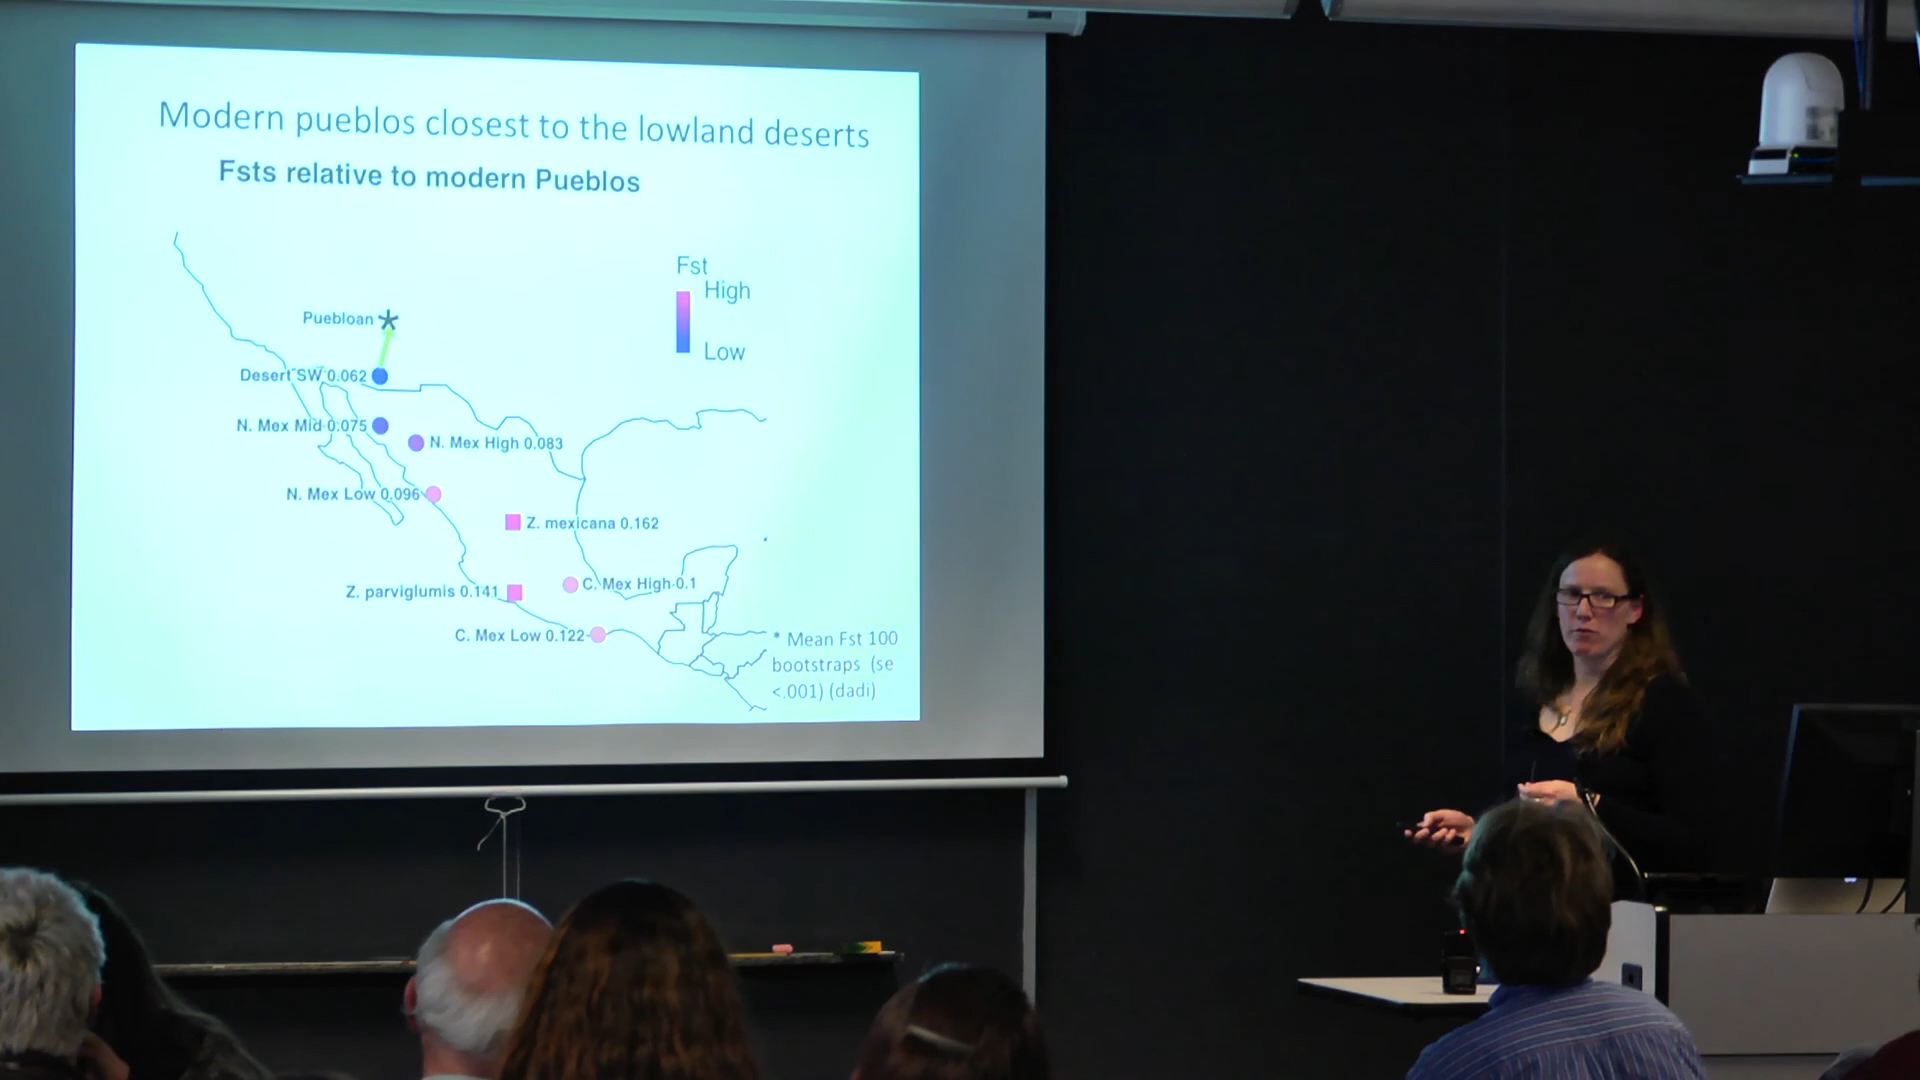 Modern pueblos closest to the lowland deserts
Fsts relative to modern Pueblos
Fst
High
Low
Puebloan
Desert SW 0.062
N. Mex Mid 0.075
N. Mex High 0.083
N. Mex Low 0.096
Z. mexicana 0.162
Z. parviglumis 0.141
C. Mex High 0.1
C. Mex Low 0.122
* Mean Fst 100
bootstraps (se
<.001) (dadi)